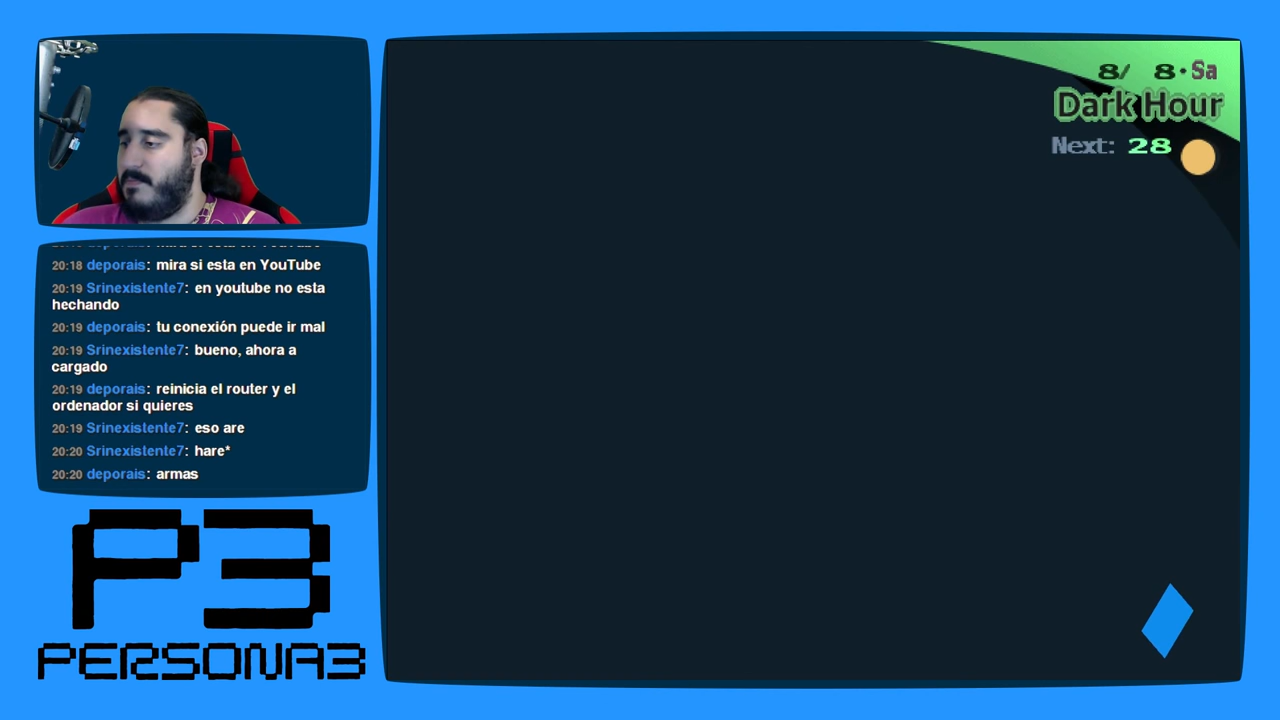 20:18 deporais: mira si esta en YouTube
20:19 Srinexistente7: en youtube no esta
hechando
20:19 deporais: tu conexión puede ir mal
20:19 Srinexistente7: bueno, ahora a
cargado
20:19 deporais: reinicia el router y el
ordenador si quieres
20:19 Srinexistente7: eso are
20:20 Srinexistente7: hare*
20:20 deporais: armas
P3
PERSONA3
8/ 8·Sa
Dark Hour
Next: 28